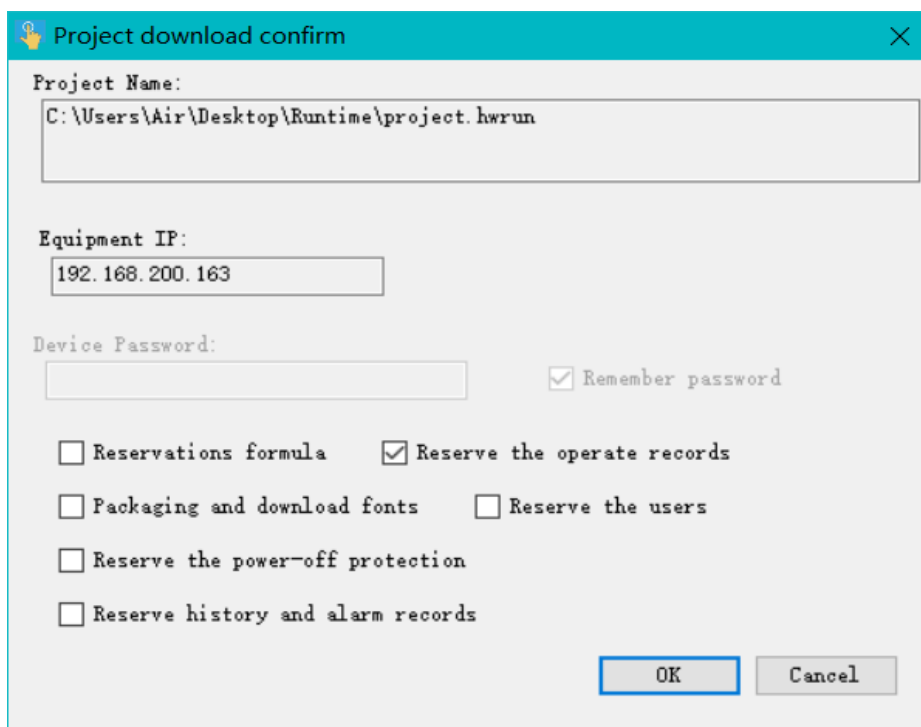 Project download confirm
Project Name:
C:\Users\Air\Desktop\Runtime\project.hwrun
Equipment IP:
192.168.200.163
Device Password:
Remember password
Reservations formula Reserve the operate records
Packaging and download fonts Reserve the users
Reserve the power-off protection
Reserve history and alarm records
OK Cancel